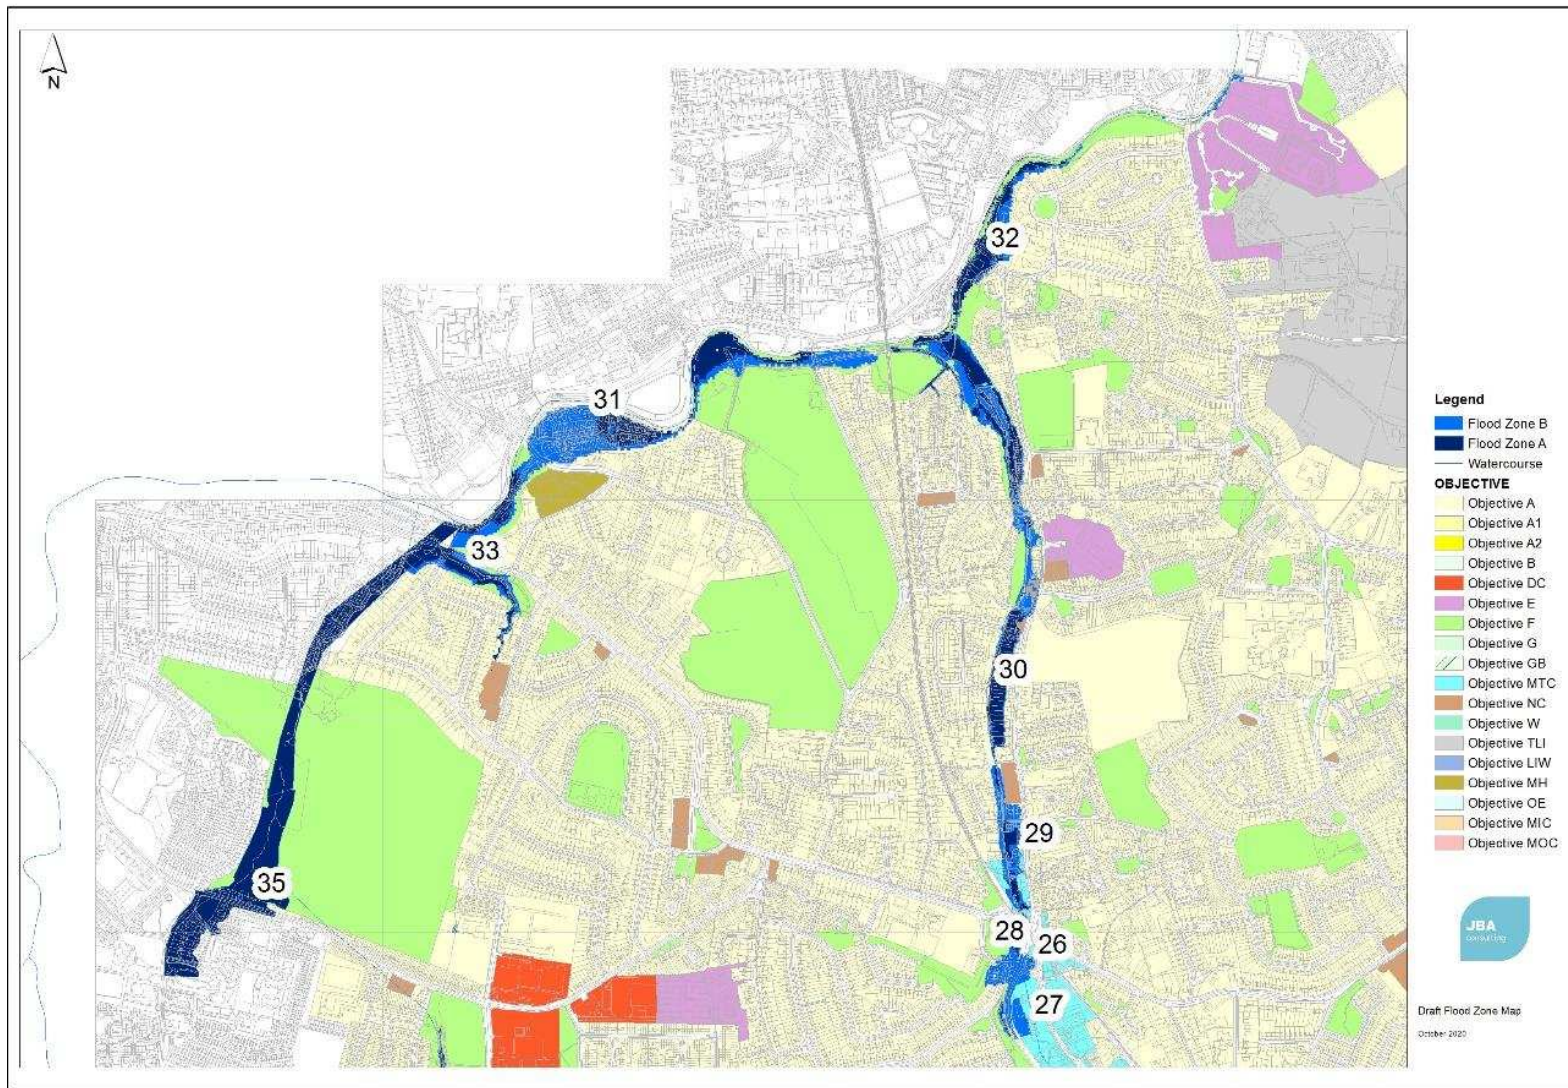 N
32
31
33
30
29
35
28
26
27
Legend
Flood Zone B
Flood Zone A
Watercourse
OBJECTIVE
Objective A
Objective A1
Objective A2
Objective B
Objective DC
Objective E
Objective F
Objective G
Objective GB
Objective MTC
Objective NC
Objective W
Objective TLI
Objective LIW
Objective MH
Objective OE
Objective MIC
Objective MOC
JBA
consulting
Draft Flood Zone Map
October 2020